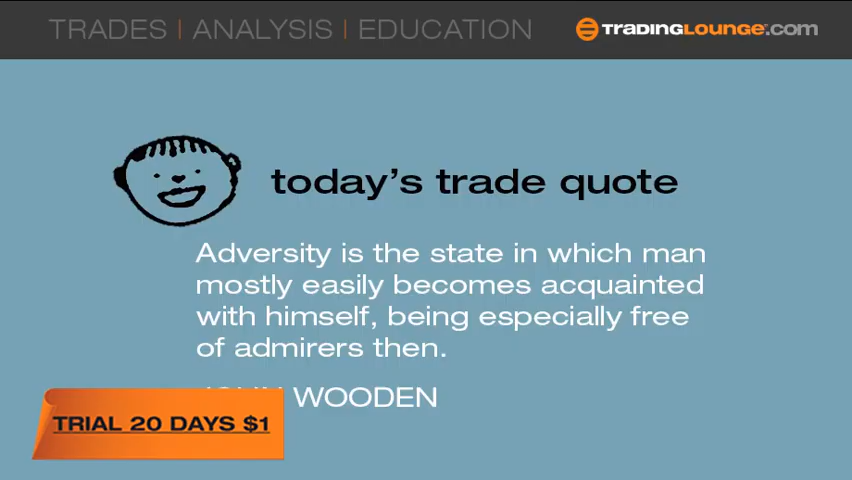 TRADES | ANALYSIS | EDUCATION
TRADINGLOUNGE.com
today's trade quote
Adversity is the state in which man
mostly easily becomes acquainted
with himself, being especially free
of admirers then.
WOODEN
TRIAL 20 DAYS $1